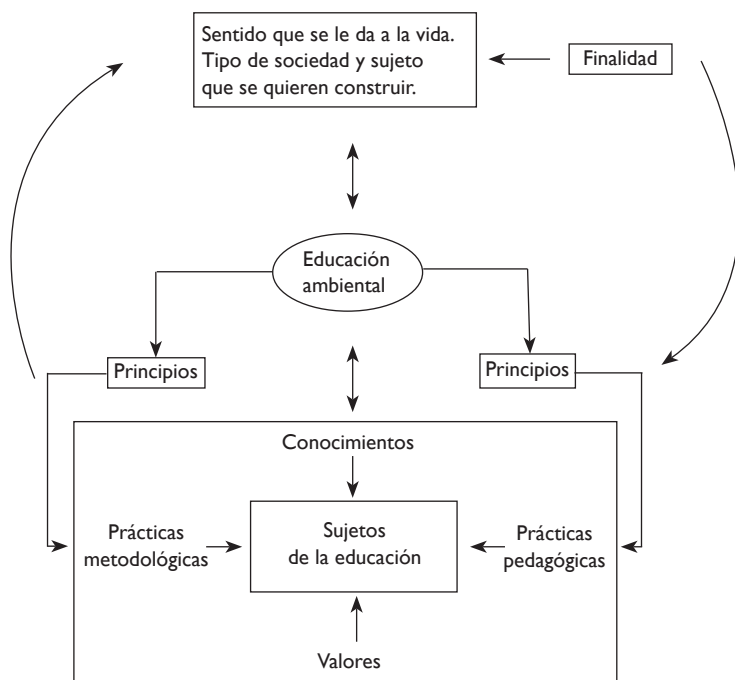 Sentido que se le da a la vida.
Tipo de sociedad y sujeto
que se quieren construir.
Finalidad
Educación
ambiental
Principios
Principios
Conocimientos
Prácticas
metodológicas
Sujetos
de la educación
Prácticas
pedagógicas
Valores